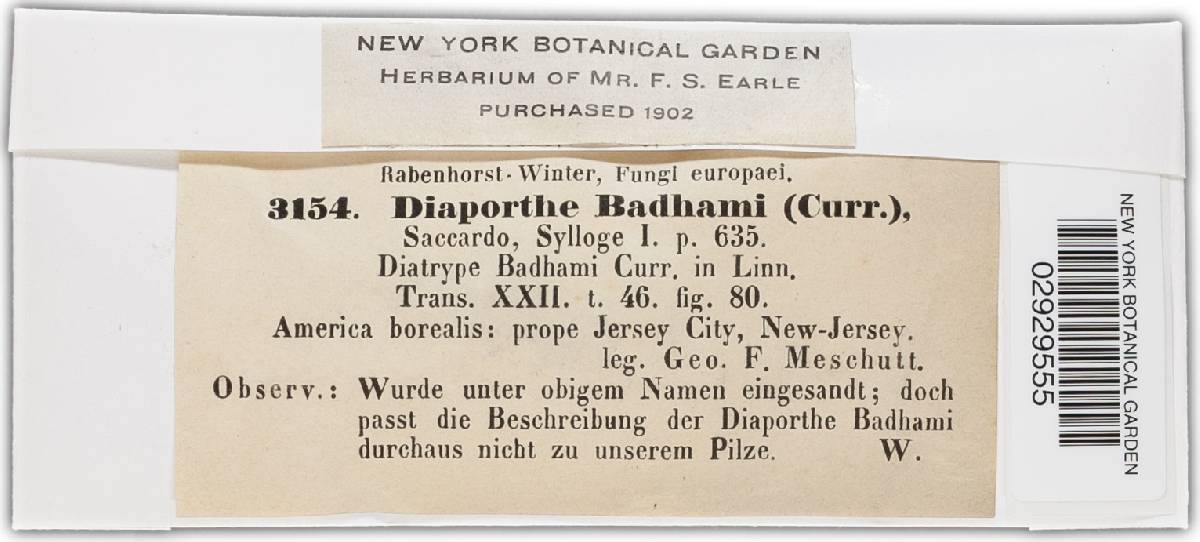 NEW YORK BOTANICAL GARDEN
HERBARIUM OF MR. F. S. EARLE
PURCHASED 1902
Rabenhorst-Winter, Fungi europaei.
3154. Diaporthe Badhami (Curr.),
Saccardo, Sylloge I. p. 635.
Diatrype Badhami Curr. in Linn.
Trans. XXII. t. 46. fig. 80.
America borealis: prope Jersey City, New-Jersey.
leg. Geo. F. Meschutt.
Observ.: Wurde unter obigem Namen eingesandt; doch
passt die Beschreibung der Diaporthe Badhami
durchaus nicht zu unserem Pilze. W.
NEW YORK BOTANICAL GARDEN
02929555